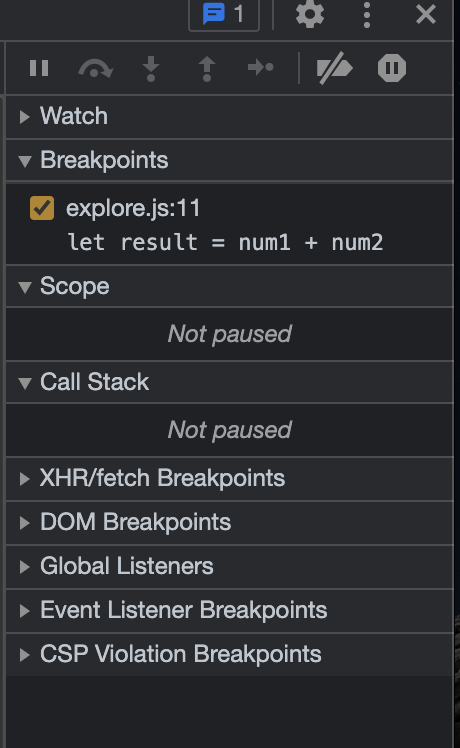 1
Watch
Breakpoints
explore.js:11
let result = num1 + num2
Scope
Not paused
Call Stack
Not paused
XHR/fetch Breakpoints
DOM Breakpoints
Global Listeners
Event Listener Breakpoints
CSP Violation Breakpoints